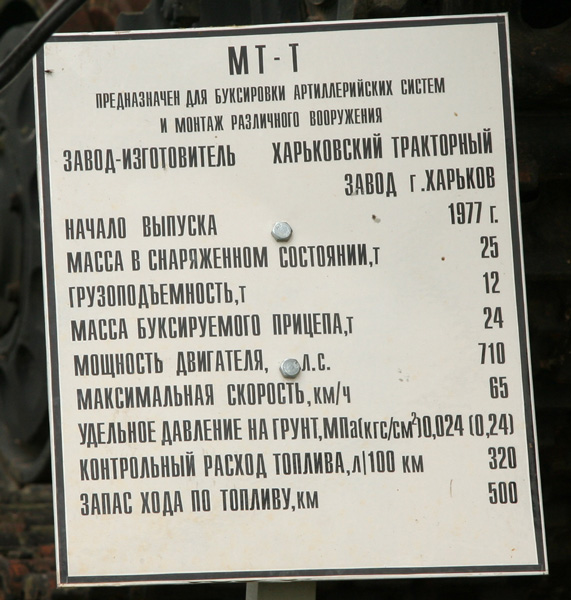 МТ-Т
ПРЕДНАЗНАЧЕН ДЛЯ БУКСИРОВКИ АРТИЛЛЕРИЙСКИХ СИСТЕМ
И МОНТАЖ РАЗЛИЧНОГО ВООРУЖЕНИЯ
ЗАВОД-ИЗГОТОВИТЕЛЬ ХАРЬКОВСКИЙ ТРАКТОРНЫЙ
ЗАВОД г.ХАРЬКОВ
НАЧАЛО ВЫПУСКА 1977 г.
МАССА В СНАРЯЖЕННОМ СОСТОЯНИИ,т 25
ГРУЗОПОДЪЕМНОСТЬ,т 12
МАССА БУКСИРУЕМОГО ПРИЦЕПА,т 24
МОЩНОСТЬ ДВИГАТЕЛЯ, л.с. 710
МАКСИМАЛЬНАЯ СКОРОСТЬ,км/ч 65
УДЕЛЬНОЕ ДАВЛЕНИЕ НА ГРУНТ,МПа(кгс/см²)0,024 (0,24)
КОНТРОЛЬНЫЙ РАСХОД ТОПЛИВА,л|100 км 320
ЗАПАС ХОДА ПО ТОПЛИВУ,км 500